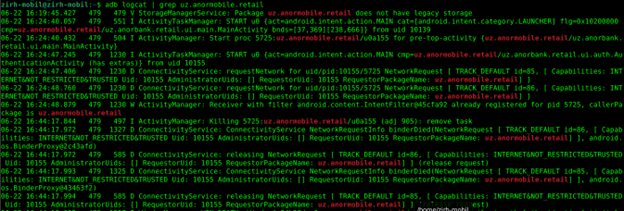 zirh-mobil@zirh-mobil:~$ adb logcat | grep uz.anormobile.retail
06-22 16:19:45.427 479 479 V StorageManagerService: Package uz.anormobile.retail does not have legacy storage
06-22 16:24:40.057 479 551 I ActivityTaskManager: START u0 {act=android.intent.action.MAIN cat=[android.intent.category.LAUNCHER] flg=0x10200000
cmp=uz.anormobile.retail/uz.anorbank.retail.ui.main.MainActivity bnds=[37,369][238,666]} from uid 10139
06-22 16:24:40.432 479 504 I ActivityManager: Start proc 5725:uz.anormobile.retail/u0a155 for pre-top-activity {uz.anormobile.retail/uz.anorbank.
retail.ui.main.MainActivity}
06-22 16:24:47.245 479 1230 I ActivityTaskManager: START u0 {act=android.intent.action.MAIN cmp=uz.anormobile.retail/uz.anorbank.retail.ui.auth.Au
thenticationActivity (has extras)} from uid 10155
06-22 16:24:47.406 479 1230 D ConnectivityService: requestNetwork for uid/pid:10155/5725 NetworkRequest [ TRACK_DEFAULT id=85, [ Capabilities: INT
ERNET&NOT_RESTRICTED&TRUSTED Uid: 10155 AdministratorUids: [] RequestorUid: 10155 RequestorPackageName: uz.anormobile.retail] ]
06-22 16:24:48.760 479 1230 D ConnectivityService: requestNetwork for uid/pid:10155/5725 NetworkRequest [ TRACK_DEFAULT id=86, [ Capabilities: INT
ERNET&NOT_RESTRICTED&TRUSTED Uid: 10155 AdministratorUids: [] RequestorUid: 10155 RequestorPackageName: uz.anormobile.retail] ]
06-22 16:24:48.879 479 1230 W ActivityManager: Receiver with filter android.content.IntentFilter@45cfa92 already registered for pid 5725, callerPa
ckage is uz.anormobile.retail
06-22 16:44:17.844 479 497 I ActivityManager: Killing 5725:uz.anormobile.retail/u0a155 (adj 905): remove task
06-22 16:44:17.972 479 1327 D ConnectivityService: ConnectivityService NetworkRequestInfo binderDied(NetworkRequest [ TRACK_DEFAULT id=86, [ Capab
ilities: INTERNET&NOT_RESTRICTED&TRUSTED Uid: 10155 AdministratorUids: [] RequestorUid: 10155 RequestorPackageName: uz.anormobile.retail] ], android.
os.BinderProxy@2c43afd)
06-22 16:44:17.972 479 585 D ConnectivityService: releasing NetworkRequest [ TRACK_DEFAULT id=86, [ Capabilities: INTERNET&NOT_RESTRICTED&TRUSTED
Uid: 10155 AdministratorUids: [] RequestorUid: 10155 RequestorPackageName: uz.anormobile.retail] ] (release request)
06-22 16:44:17.993 479 1325 D ConnectivityService: ConnectivityService NetworkRequestInfo binderDied(NetworkRequest [ TRACK_DEFAULT id=85, [ Capab
ilities: INTERNET&NOT_RESTRICTED&TRUSTED Uid: 10155 AdministratorUids: [] RequestorUid: 10155 RequestorPackageName: uz.anormobile.retail] ], android.
os.BinderProxy@43463f2)
06-22 16:44:17.994 479 585 D ConnectivityService: releasing NetworkRequest [ TRACK_DEFAULT id=85, [ Capabilities: INTERNET&NOT_RESTRICTED&TRUSTED
Uid: 10155 AdministratorUids: [] RequestorUid: 10155 RequestorPackageName: uz.anormobile.retail] est)
/home/zirh-mobil